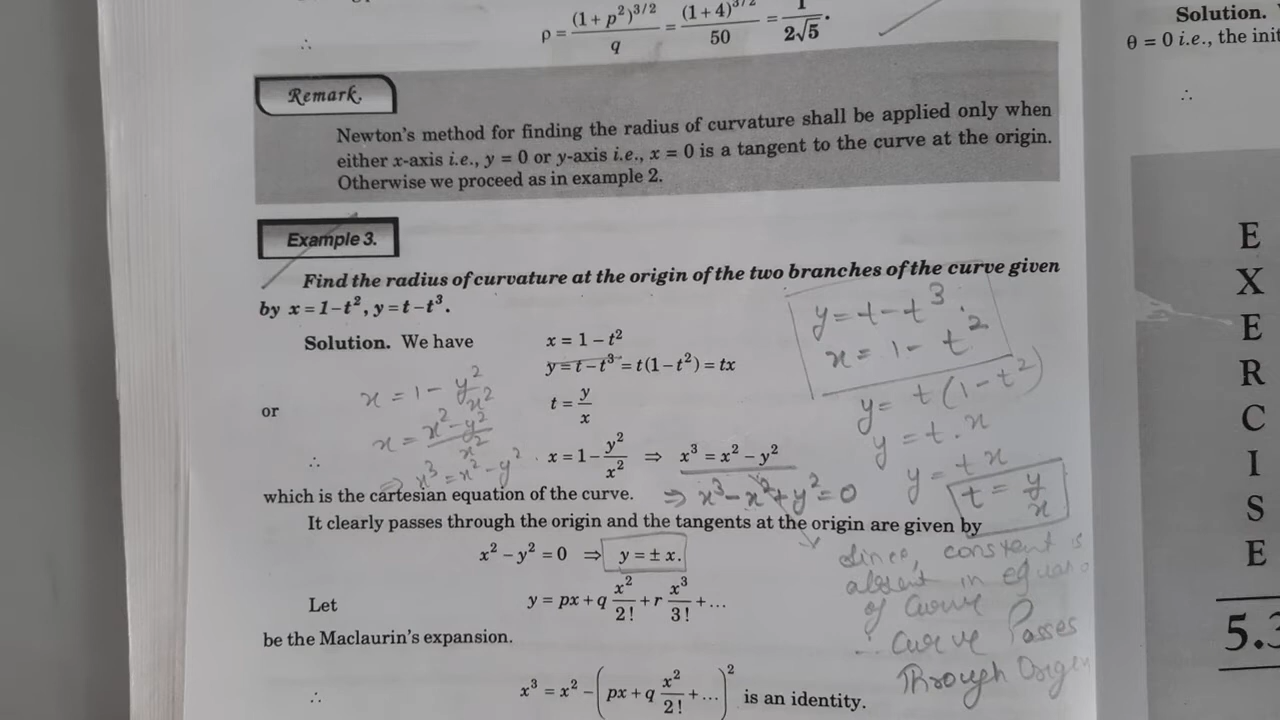 ∴ ρ = (1 + p²)^3/2 / q = (1 + 4)^3/2 / 50 = 1 / 2√5.
Remark.
Newton's method for finding the radius of curvature shall be applied only when
either x-axis i.e., y = 0 or y-axis i.e., x = 0 is a tangent to the curve at the origin.
Otherwise we proceed as in example 2.
Example 3.
Find the radius of curvature at the origin of the two branches of the curve given
by x = 1 – t², y = t – t³.
Solution. We have x = 1 – t²
y = t – t³ = t(1 – t²) = tx
or t = y/x
∴ x = 1 – y²/x² ⇒ x³ = x² – y²
which is the cartesian equation of the curve.
It clearly passes through the origin and the tangents at the origin are given by
x² – y² = 0 ⇒ y = ± x.
Let y = px + q x²/2! + r x³/3! + ...
be the Maclaurin's expansion.
∴ x³ = x² – (px + q x²/2! + ...)² is an identity.
x = 1 – y²/x²
x = x² – y² / x²
⇒ x³ = x² – y²
⇒ x³ – x² + y² = 0
y = t – t³
x = 1 – t²
y = t(1 – t²)
y = t.x
y = tx
t = y/x
Since, constant is
absent in
of Curve
∴ Curve Passes
Through
Solution.
θ = 0 i.e., the
∴
E
X
E
R
C
I
S
E